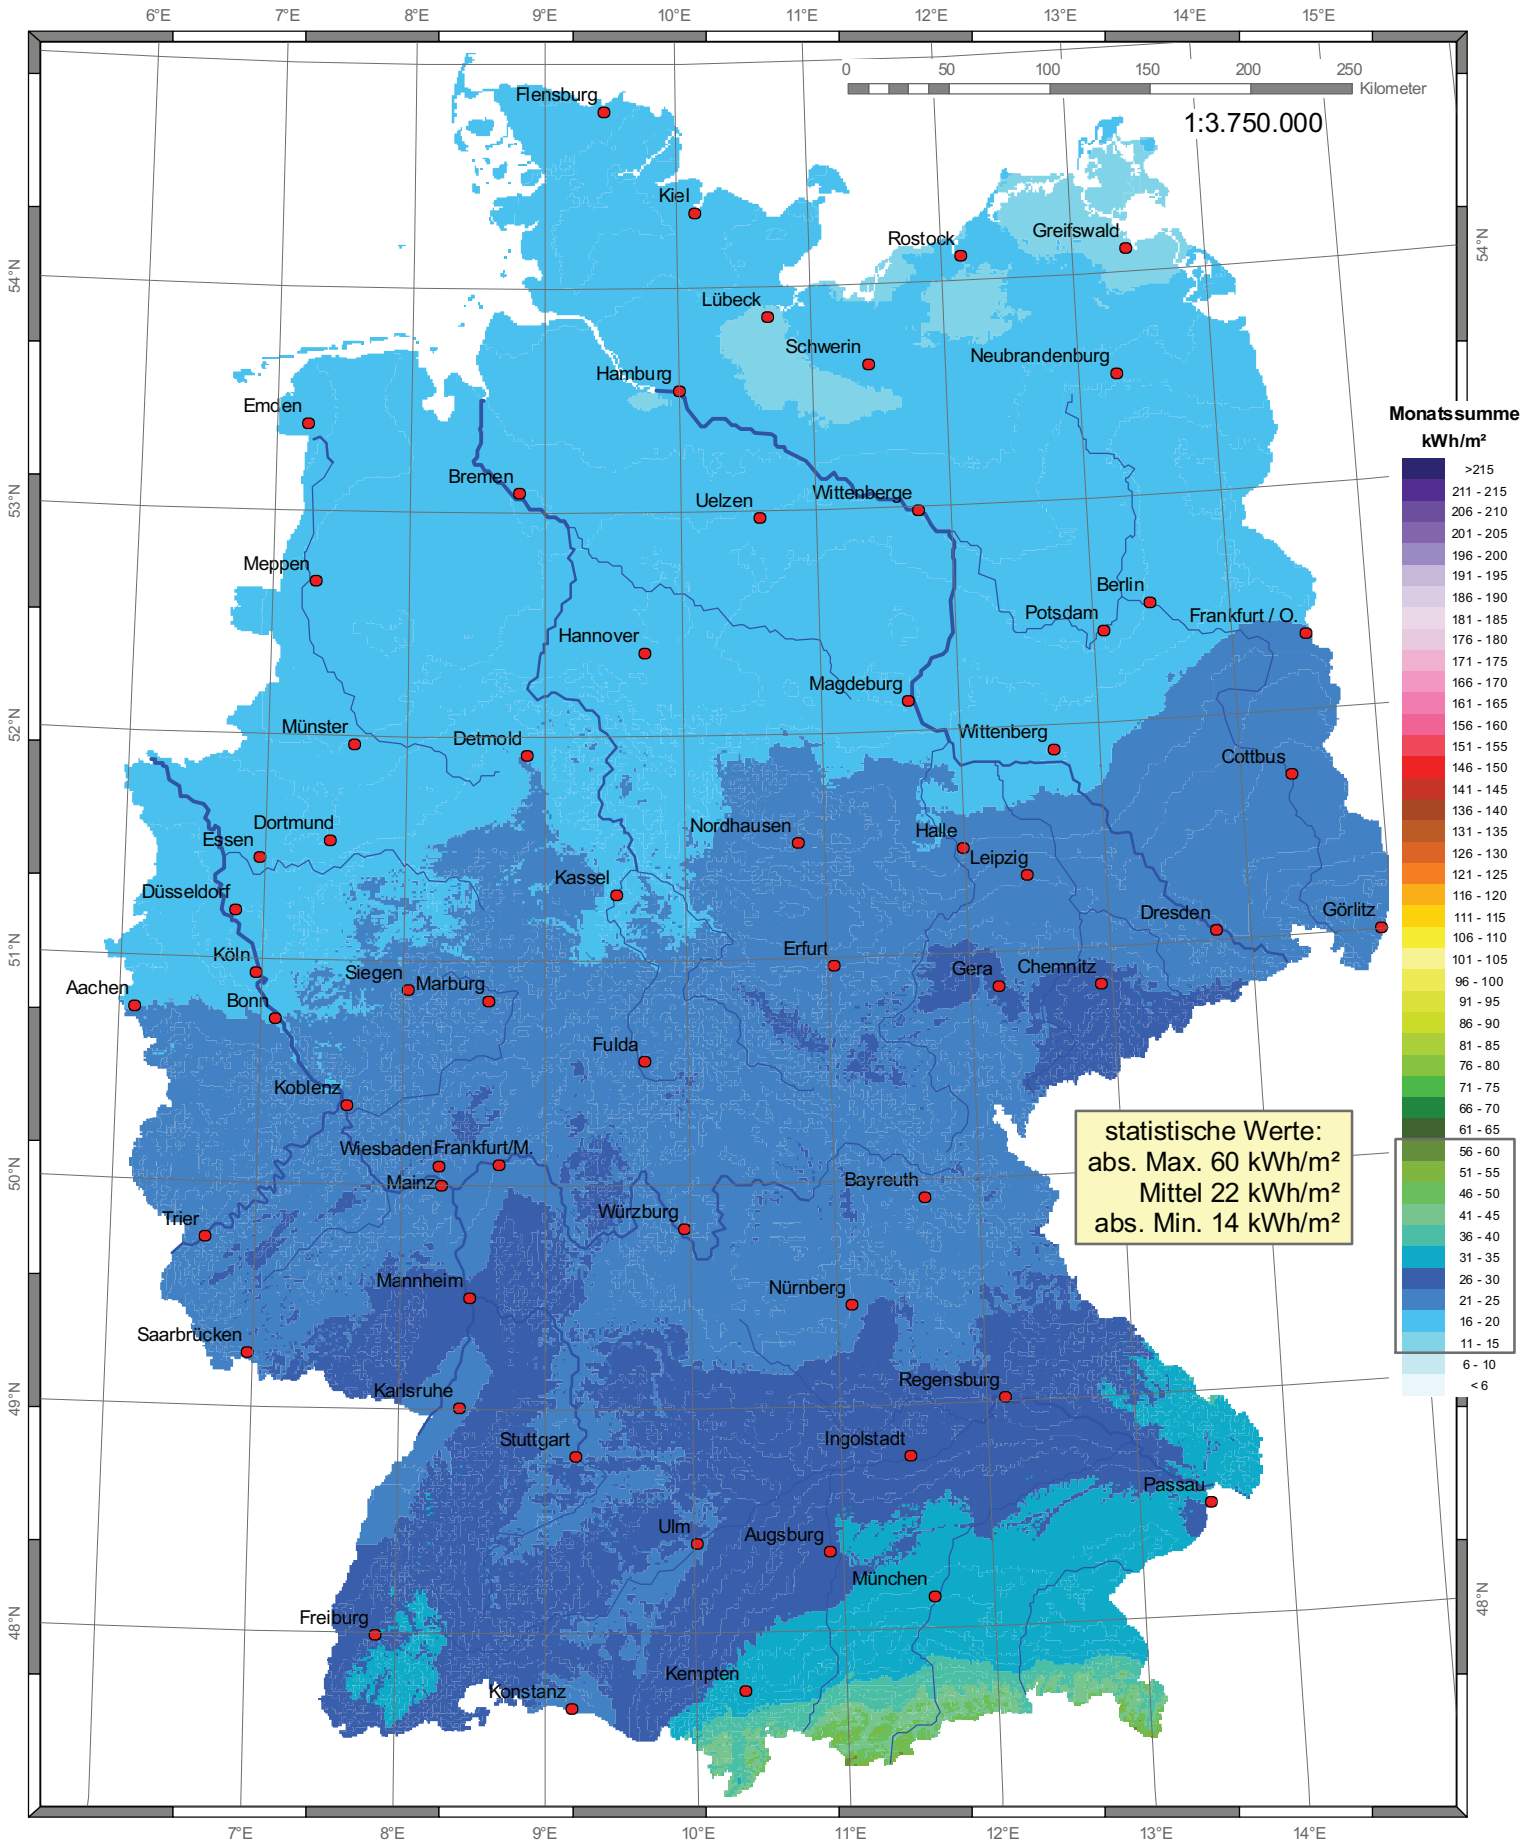 6°E 7°E 8°E 9°E 10°E 11°E 12°E 13°E 14°E 15°E
0 50 100 150 200 250
Kilometer
1:3.750.000
Flensburg
Kiel
Rostock
Greifswald
54°N
54°N
Lübeck
Schwerin
Neubrandenburg
Hamburg
Emden
Monatssumme
kWh/m²
>215
211 - 215
206 - 210
201 - 205
196 - 200
191 - 195
186 - 190
181 - 185
176 - 180
171 - 175
166 - 170
161 - 165
156 - 160
151 - 155
146 - 150
141 - 145
136 - 140
131 - 135
126 - 130
121 - 125
116 - 120
111 - 115
106 - 110
101 - 105
96 - 100
91 - 95
86 - 90
81 - 85
76 - 80
71 - 75
66 - 70
61 - 65
56 - 60
51 - 55
46 - 50
41 - 45
36 - 40
31 - 35
26 - 30
21 - 25
16 - 20
11 - 15
6 - 10
< 6
Bremen
Uelzen
Wittenberge
53°N
Meppen
Berlin
Potsdam
Frankfurt / O.
Hannover
Magdeburg
52°N
Münster
Detmold
Wittenberg
Cottbus
Dortmund
Essen
Nordhausen
Halle
Leipzig
Kassel
Düsseldorf
Dresden
Görlitz
51°N
Köln
Siegen
Marburg
Erfurt
Gera
Chemnitz
Aachen
Bonn
Fulda
Koblenz
statistische Werte:
abs. Max. 60 kWh/m²
Mittel 22 kWh/m²
abs. Min. 14 kWh/m²
Wiesbaden
Frankfurt/M.
50°N
Mainz
Bayreuth
Trier
Würzburg
Mannheim
Nürnberg
Saarbrücken
49°N
Karlsruhe
Regensburg
Stuttgart
Ingolstadt
Passau
Ulm
Augsburg
München
48°N
48°N
Freiburg
Kempten
Konstanz
7°E 8°E 9°E 10°E 11°E 12°E 13°E 14°E